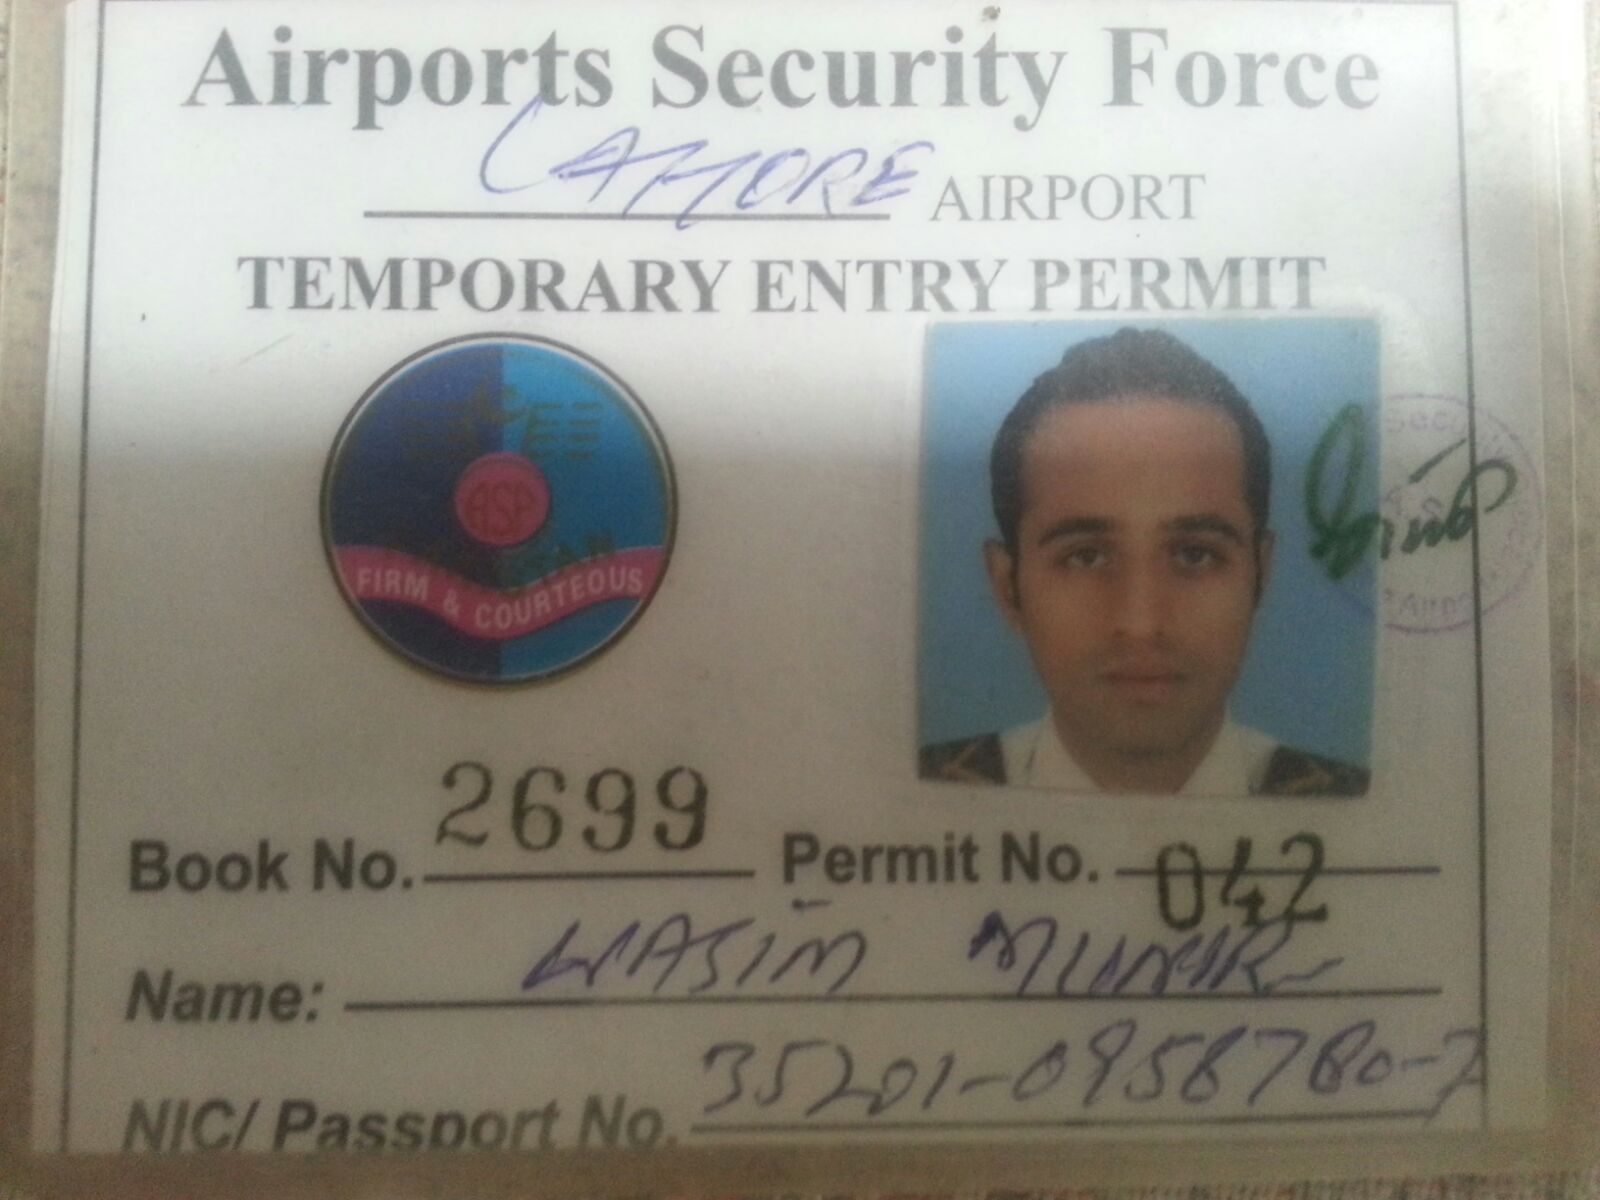 Airports Security Force
LAHORE AIRPORT
TEMPORARY ENTRY PERMIT
ASF
FIRM & COURTEOUS
Book No. 2699 Permit No. 042
Name: WASIM MUNIR
NIC/ Passport No. 35201-0958780-7